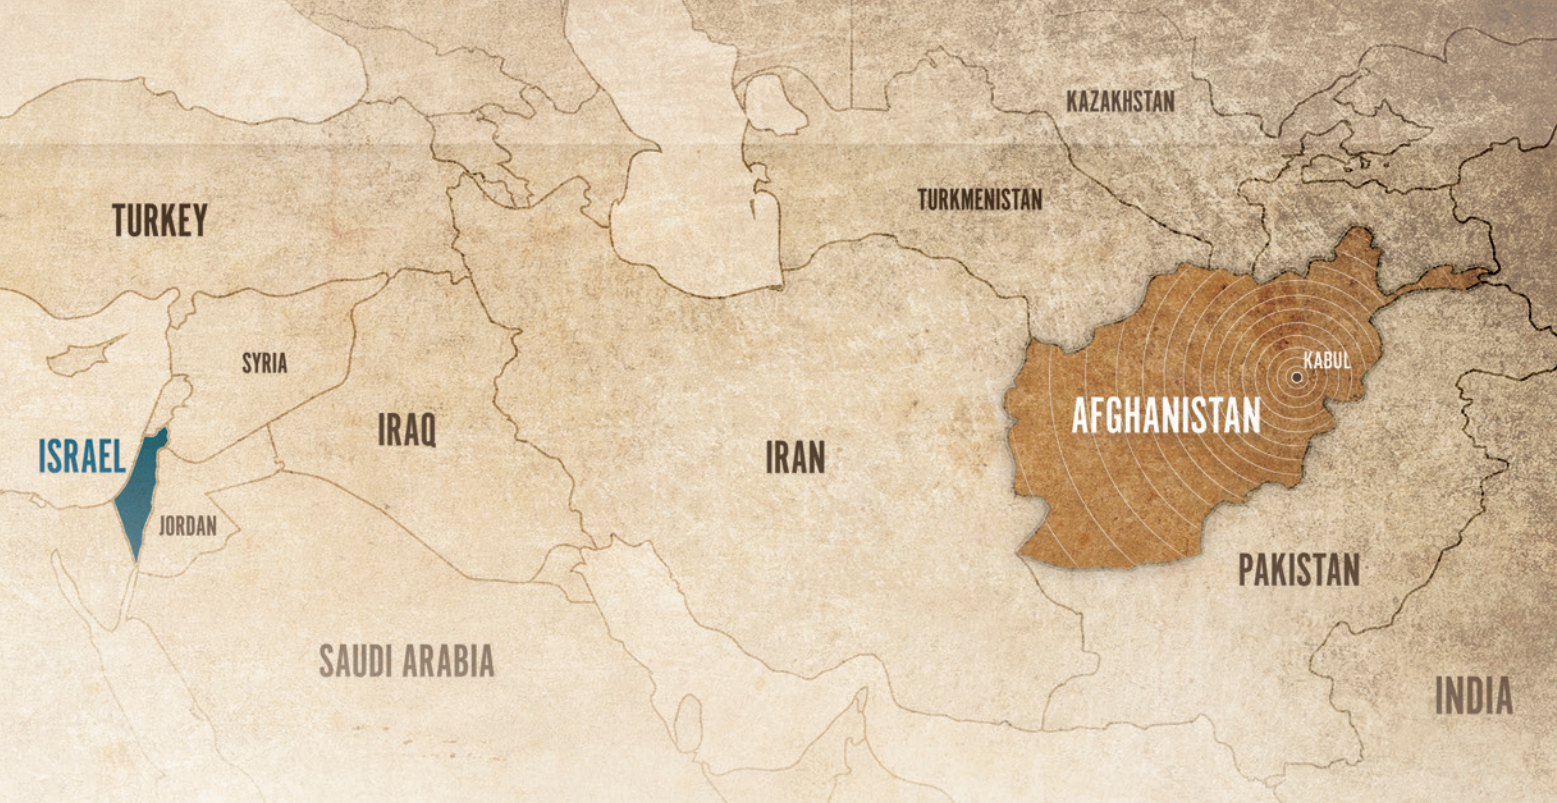 KAZAKHSTAN
TURKMENISTAN
TURKEY
SYRIA
KABUL
AFGHANISTAN
IRAQ
ISRAEL
IRAN
JORDAN
PAKISTAN
SAUDI ARABIA
INDIA